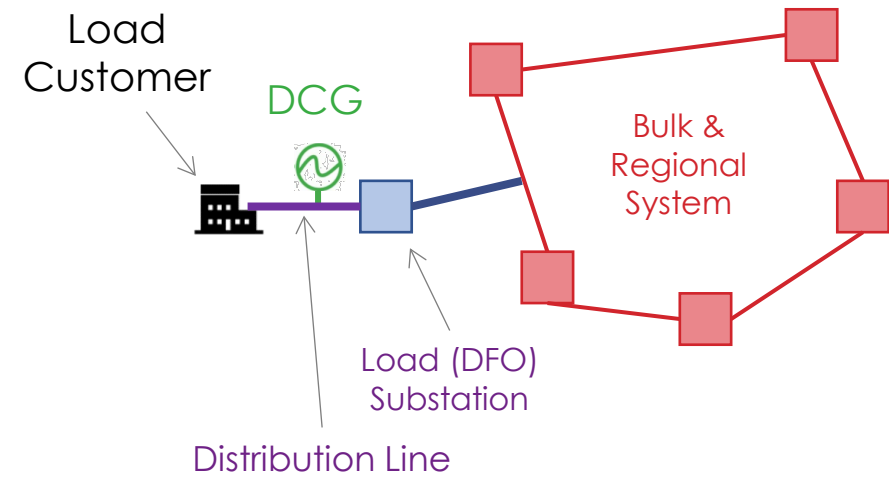 Load
Customer
DCG
Bulk &
Regional
System
Load (DFO)
Substation
Distribution Line